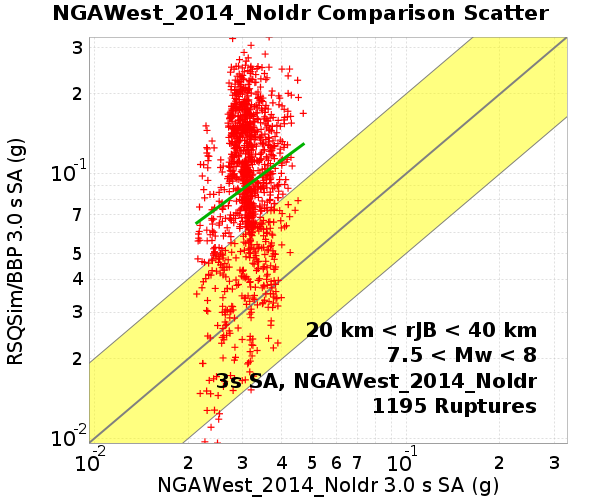 NGAWest_2014_NoIdr Comparison Scatter
RSQSim/BBP 3.0 s SA (g)
3
2
10-1
7
5
4
3
2
10-2
20 km < rJB < 40 km
7.5 < Mw < 8
3s SA, NGAWest_2014_NoIdr
1195 Ruptures
10-2 2 3 4 5 6 7 10-1 2 3
NGAWest_2014_NoIdr 3.0 s SA (g)